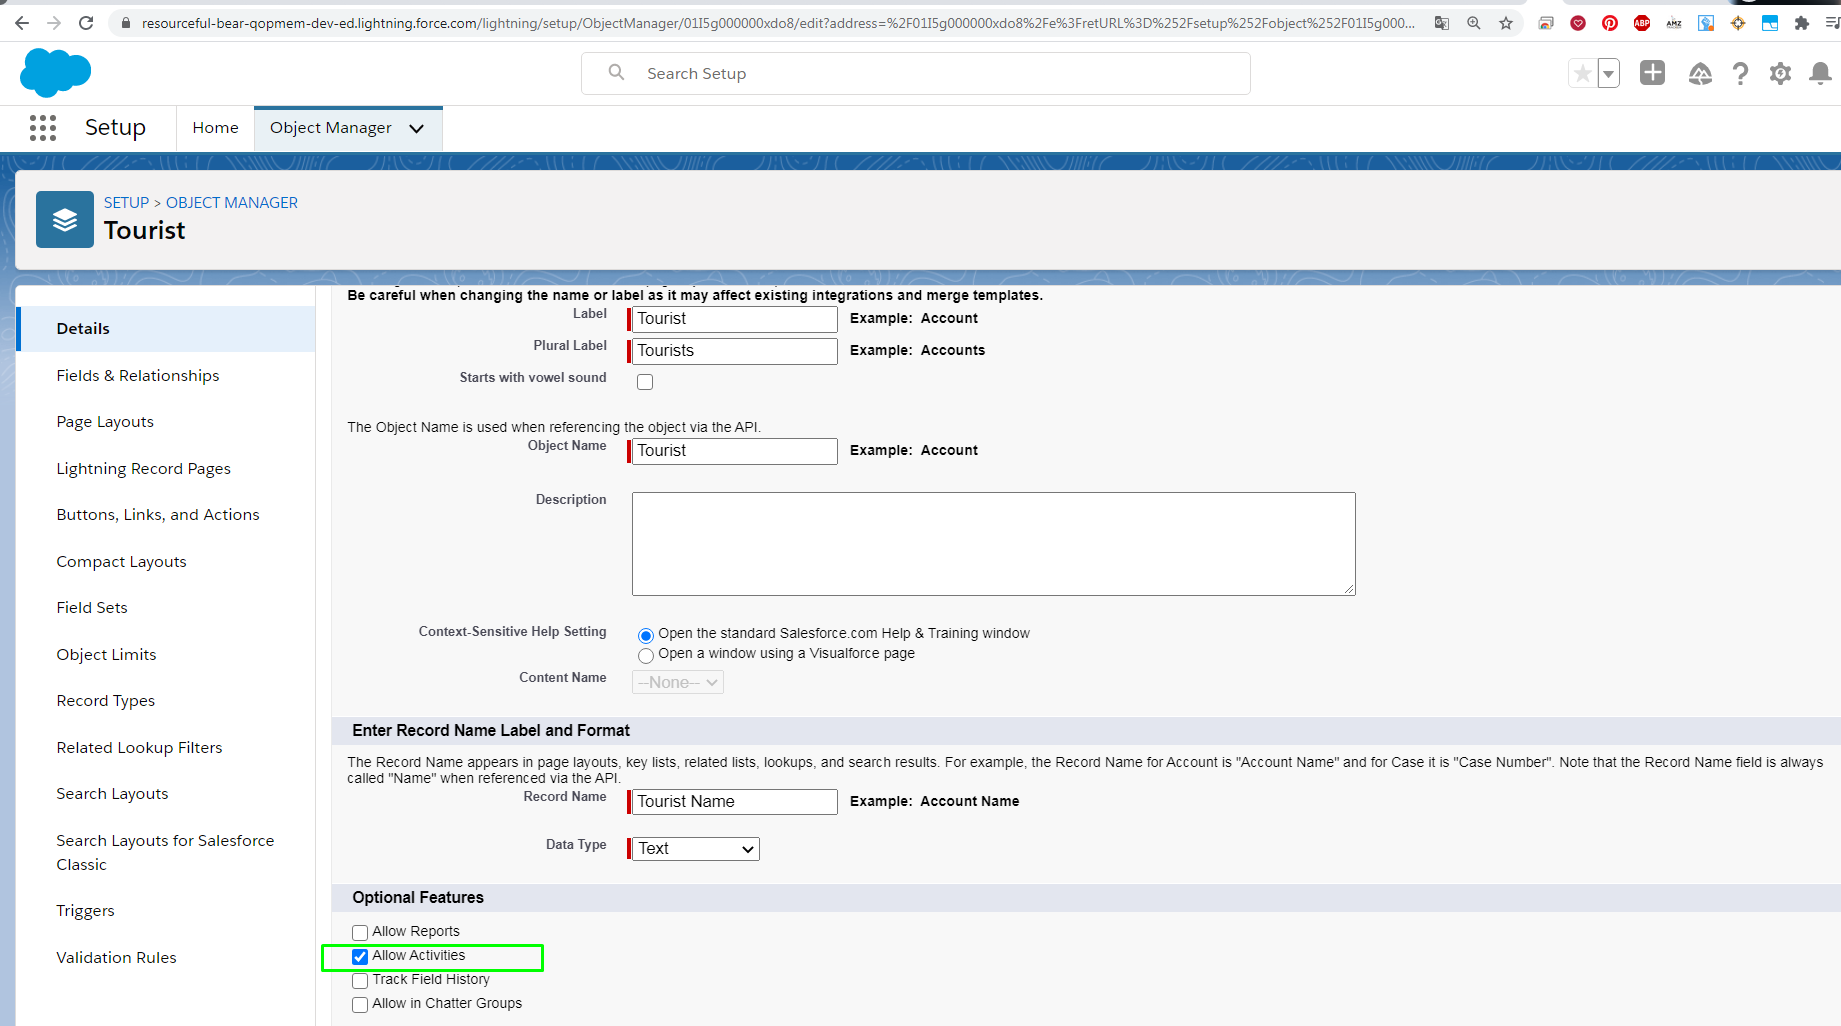 resourceful-bear-qopmem-dev-ed.lightning.force.com/lightning/setup/ObjectManager/01I5g000000xdo8/edit?address=%2F01I5g000000xdo8%2Fe%3FretURL%3D%252Fsetup%252Fobject%252F01I5g000...
ABP
AMZ
Search Setup
Setup
Home
Object Manager
SETUP > OBJECT MANAGER
Tourist
Details
Fields & Relationships
Page Layouts
Lightning Record Pages
Buttons, Links, and Actions
Compact Layouts
Field Sets
Object Limits
Record Types
Related Lookup Filters
Search Layouts
Search Layouts for Salesforce
Classic
Triggers
Validation Rules
Be careful when changing the name or label as it may affect existing integrations and merge templates.
Label Tourist Example: Account
Plural Label Tourists Example: Accounts
Starts with vowel sound
The Object Name is used when referencing the object via the API.
Object Name Tourist Example: Account
Description
Context-Sensitive Help Setting Open the standard Salesforce.com Help & Training window
Open a window using a Visualforce page
Content Name --None--
Enter Record Name Label and Format
The Record Name appears in page layouts, key lists, related lists, lookups, and search results. For example, the Record Name for Account is "Account Name" and for Case it is "Case Number". Note that the Record Name field is always
called "Name" when referenced via the API.
Record Name Tourist Name Example: Account Name
Data Type Text
Optional Features
Allow Reports
Allow Activities
Track Field History
Allow in Chatter Groups